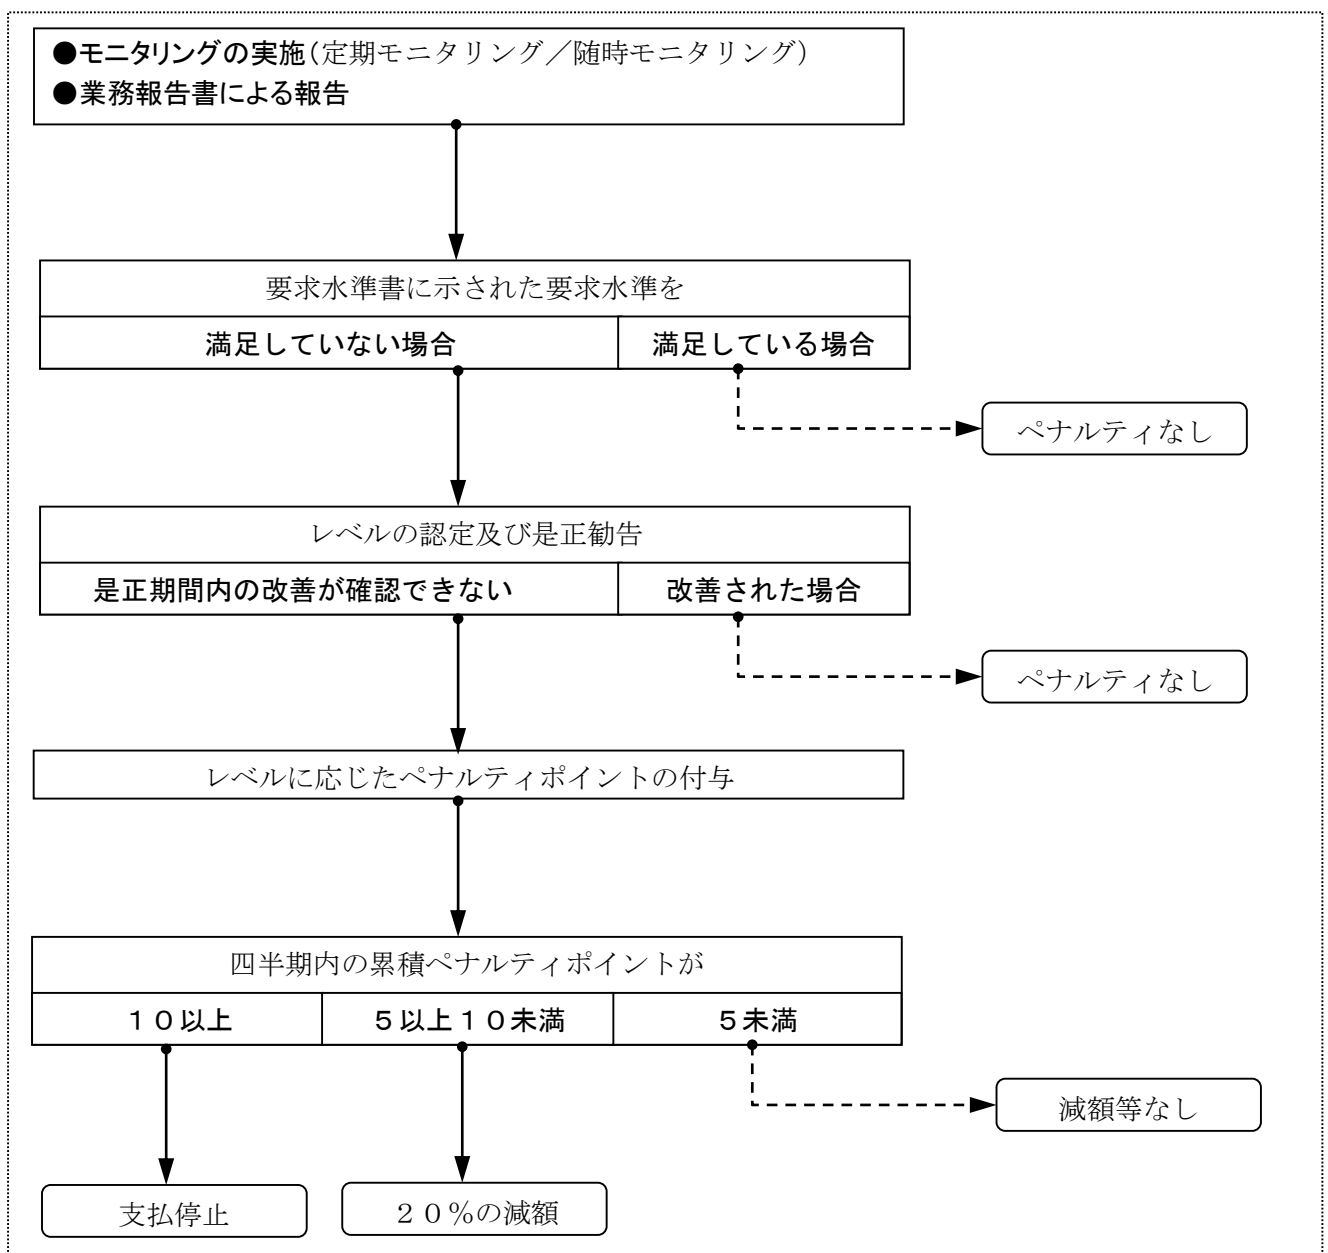 ●モニタリングの実施（定期モニタリング／随時モニタリング）
●業務報告書による報告
要求水準書に示された要求水準を
満足していない場合
満足している場合
ペナルティなし
レベルの認定及び是正勧告
是正期間内の改善が確認できない
改善された場合
ペナルティなし
レベルに応じたペナルティポイントの付与
四半期内の累積ペナルティポイントが
１０以上
５以上１０未満
５未満
減額等なし
支払停止
２０％の減額